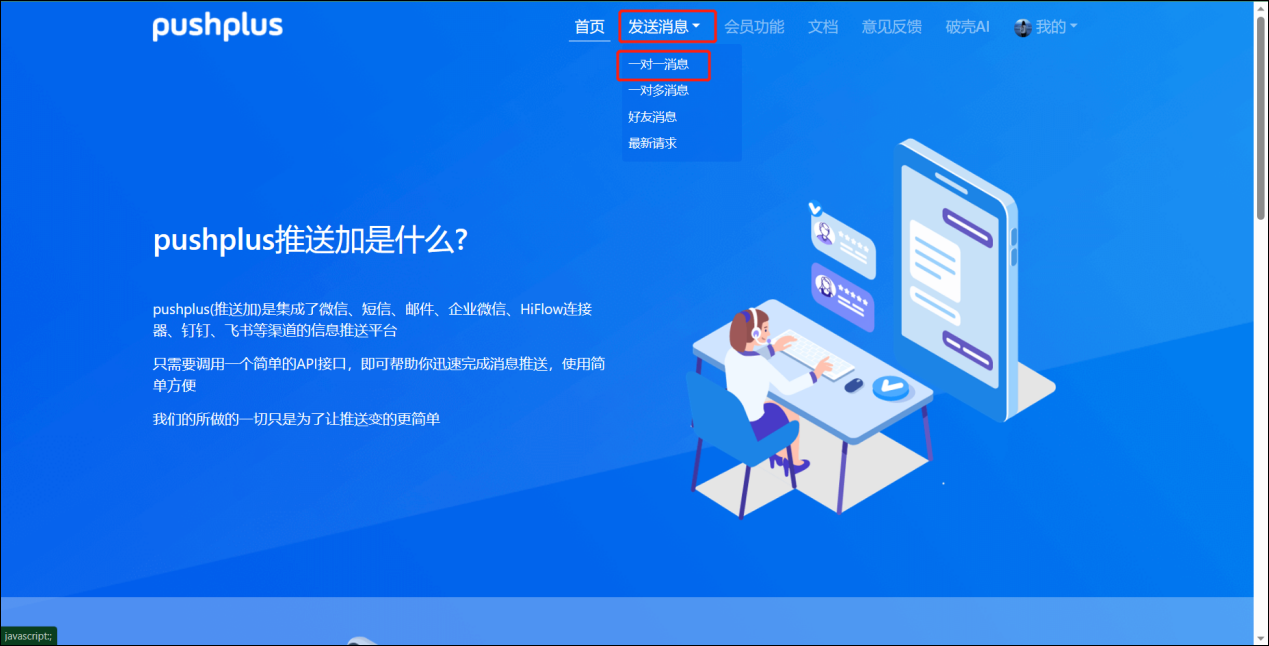 pushplus
首页
发送消息
会员功能
文档
意见反馈
破壳AI
我的
一对一消息
一对多消息
好友消息
最新请求
pushplus推送加是什么?
pushplus(推送加)是集成了微信、短信、邮件、企业微信、HiFlow连接
器、钉钉、飞书等渠道的信息推送平台
只需要调用一个简单的API接口，即可帮助你迅速完成消息推送，使用简
单方便
我们的所做的一切只是为了让推送变的更简单
javascript:;